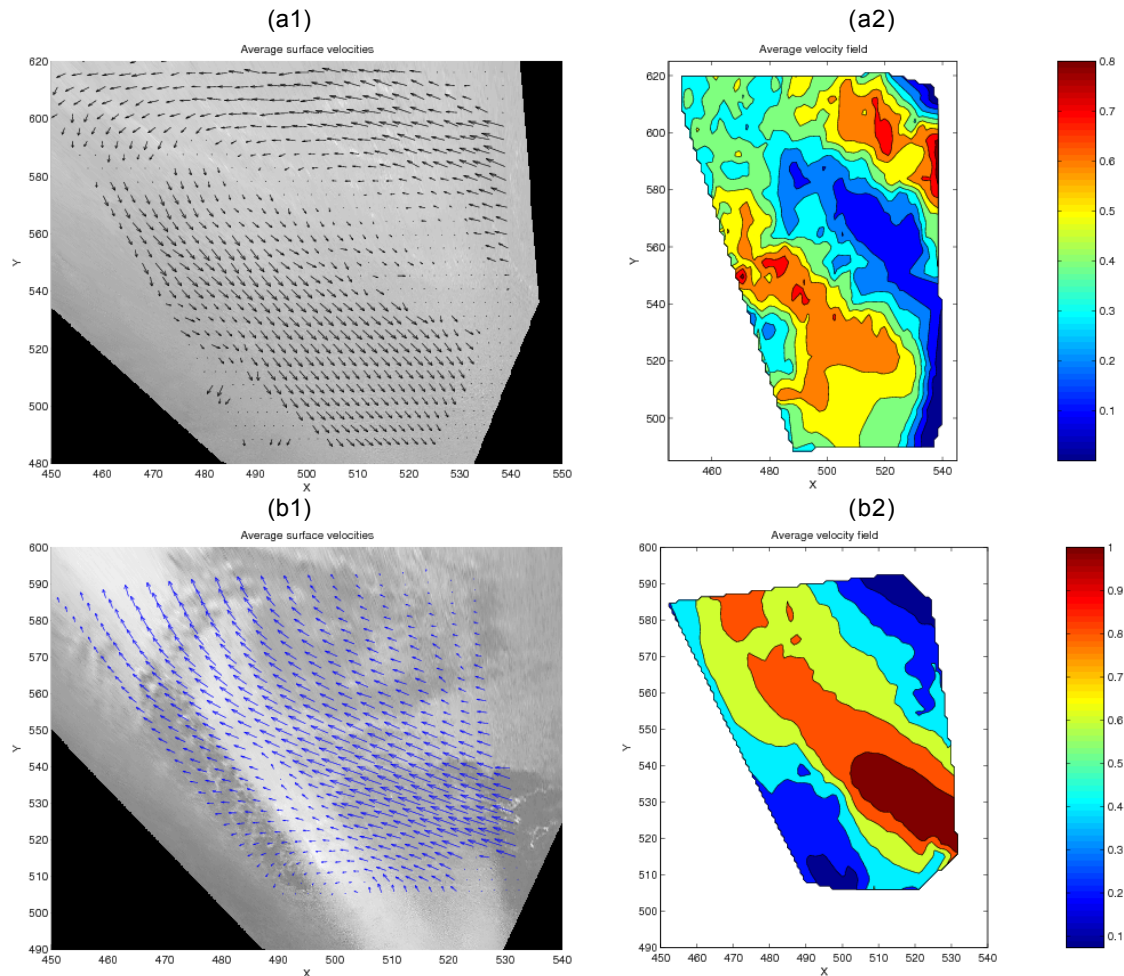 (a1)
(a2)
Average surface velocities
Average velocity field
620
600
580
560
540
520
500
480
Y
450 460 470 480 490 500 510 520 530 540 550
X
620
600
580
560
540
520
500
Y
460 480 500 520 540
X
0.8
0.7
0.6
0.5
0.4
0.3
0.2
0.1
(b1)
(b2)
Average surface velocities
Average velocity field
600
590
580
570
560
550
540
530
520
510
500
490
Y
450 460 470 480 490 500 510 520 530 540
X
600
590
580
570
560
550
540
530
520
510
500
490
Y
450 460 470 480 490 500 510 520 530 540
X
1
0.9
0.8
0.7
0.6
0.5
0.4
0.3
0.2
0.1